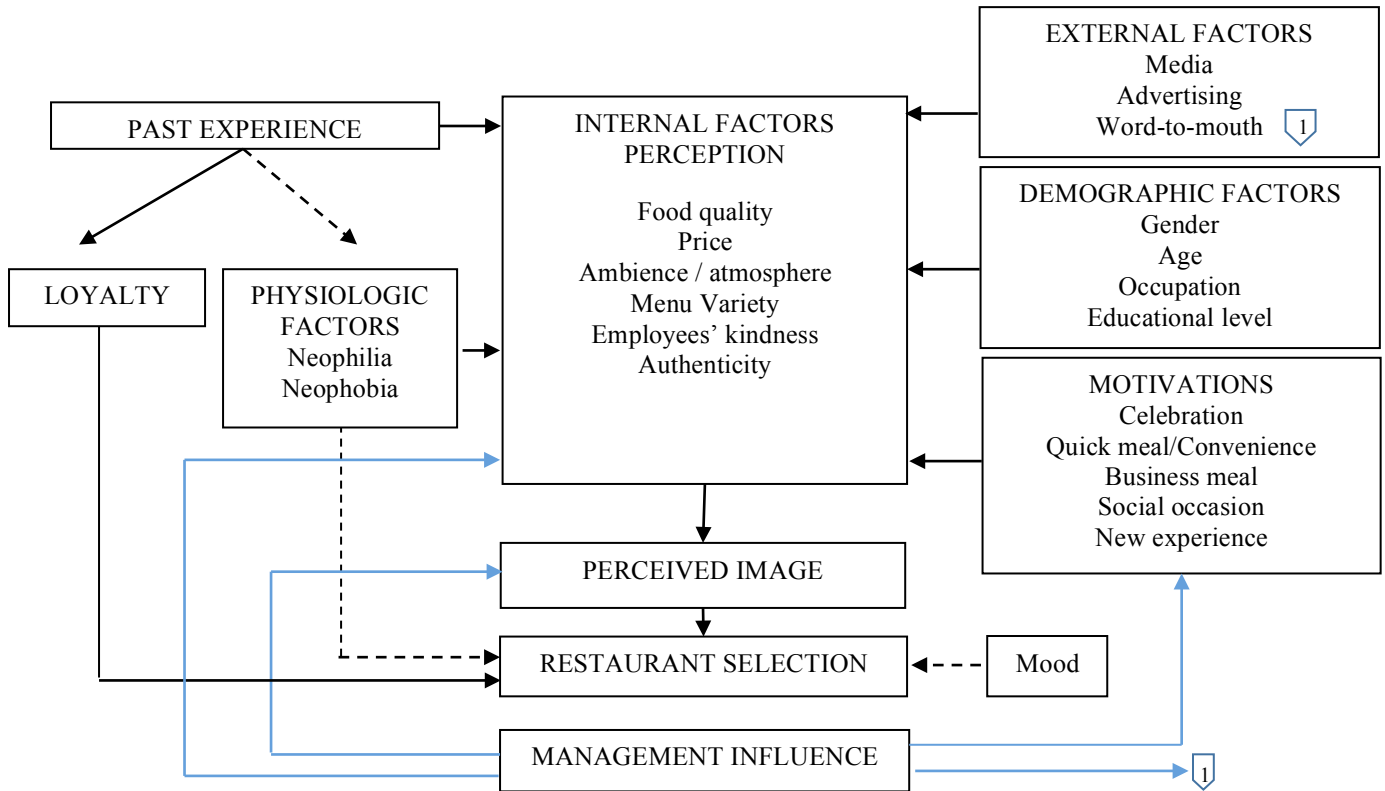 EXTERNAL FACTORS
Media
Advertising
Word-to-mouth
1
PAST EXPERIENCE
INTERNAL FACTORS
PERCEPTION
Food quality
Price
Ambience / atmosphere
Menu Variety
Employees’ kindness
Authenticity
DEMOGRAPHIC FACTORS
Gender
Age
Occupation
Educational level
LOYALTY
PHYSIOLOGIC
FACTORS
Neophilia
Neophobia
MOTIVATIONS
Celebration
Quick meal/Convenience
Business meal
Social occasion
New experience
PERCEIVED IMAGE
RESTAURANT SELECTION
Mood
MANAGEMENT INFLUENCE
1